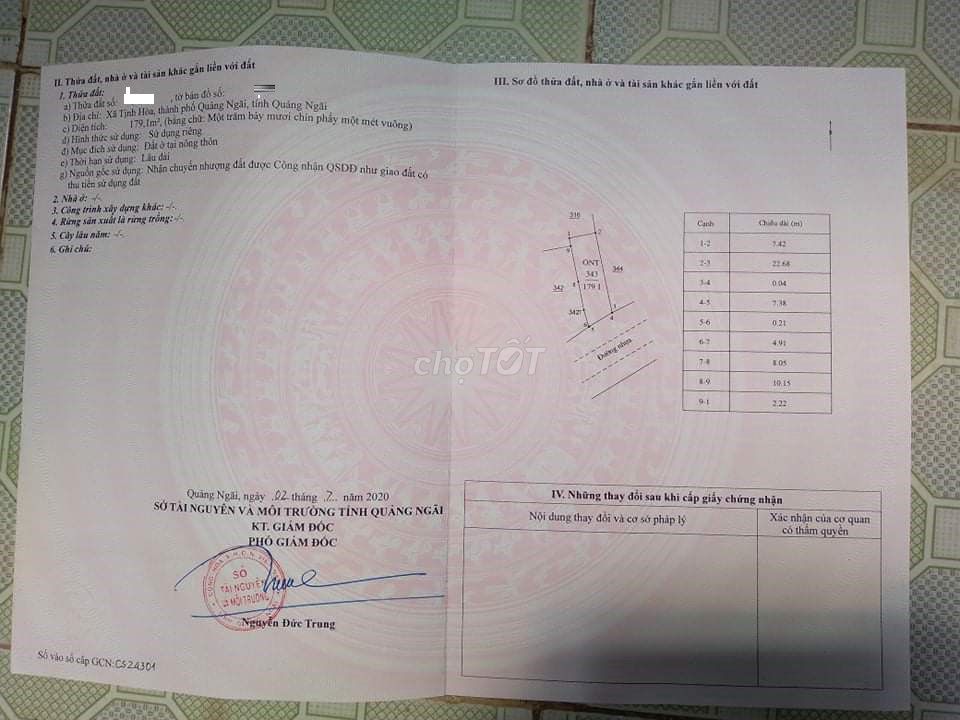 II. Thửa đất, nhà ở và tài sản khác gắn liền với đất
1. Thửa đất:
a) Thửa đất số: , tờ bản đồ số:
b) Địa chỉ: Xã Tịnh Hòa, thành phố Quảng Ngãi, tỉnh Quảng Ngãi
c) Diện tích: 179,1m², (bằng chữ: Một trăm bảy mươi chín phẩy một mét vuông)
d) Hình thức sử dụng: Sử dụng riêng
đ) Mục đích sử dụng: Đất ở tại nông thôn
e) Thời hạn sử dụng: Lâu dài
g) Nguồn gốc sử dụng: Nhận chuyển nhượng đất được Công nhận QSDĐ như giao đất có
thu tiền sử dụng đất
2. Nhà ở: -/-.
3. Công trình xây dựng khác: -/-.
4. Rừng sản xuất là rừng trồng: -/-.
5. Cây lâu năm: -/-.
6. Ghi chú:
Quảng Ngãi, ngày 02 tháng 7 năm 2020
SỞ TÀI NGUYÊN VÀ MÔI TRƯỜNG TỈNH QUẢNG NGÃI
KT. GIÁM ĐỐC
PHÓ GIÁM ĐỐC
SỞ
TÀI NGUYÊN
VÀ MÔI TRƯỜNG
Nguyễn Đức Trung
Số vào sổ cấp GCN: CS24301
III. Sơ đồ thửa đất, nhà ở và tài sản khác gắn liền với đất
216
2
9
ONT
343
179.1
344
342
8
3427
3
4
6
5
Đường nhựa
Cạnh Chiều dài (m)
1-2 7.42
2-3 22.68
3-4 0.04
4-5 7.38
5-6 0.21
6-7 4.91
7-8 8.05
8-9 10.15
9-1 2.22
chợTỐT
IV. Những thay đổi sau khi cấp giấy chứng nhận
Nội dung thay đổi và cơ sở pháp lý Xác nhận của cơ quan
có thẩm quyền